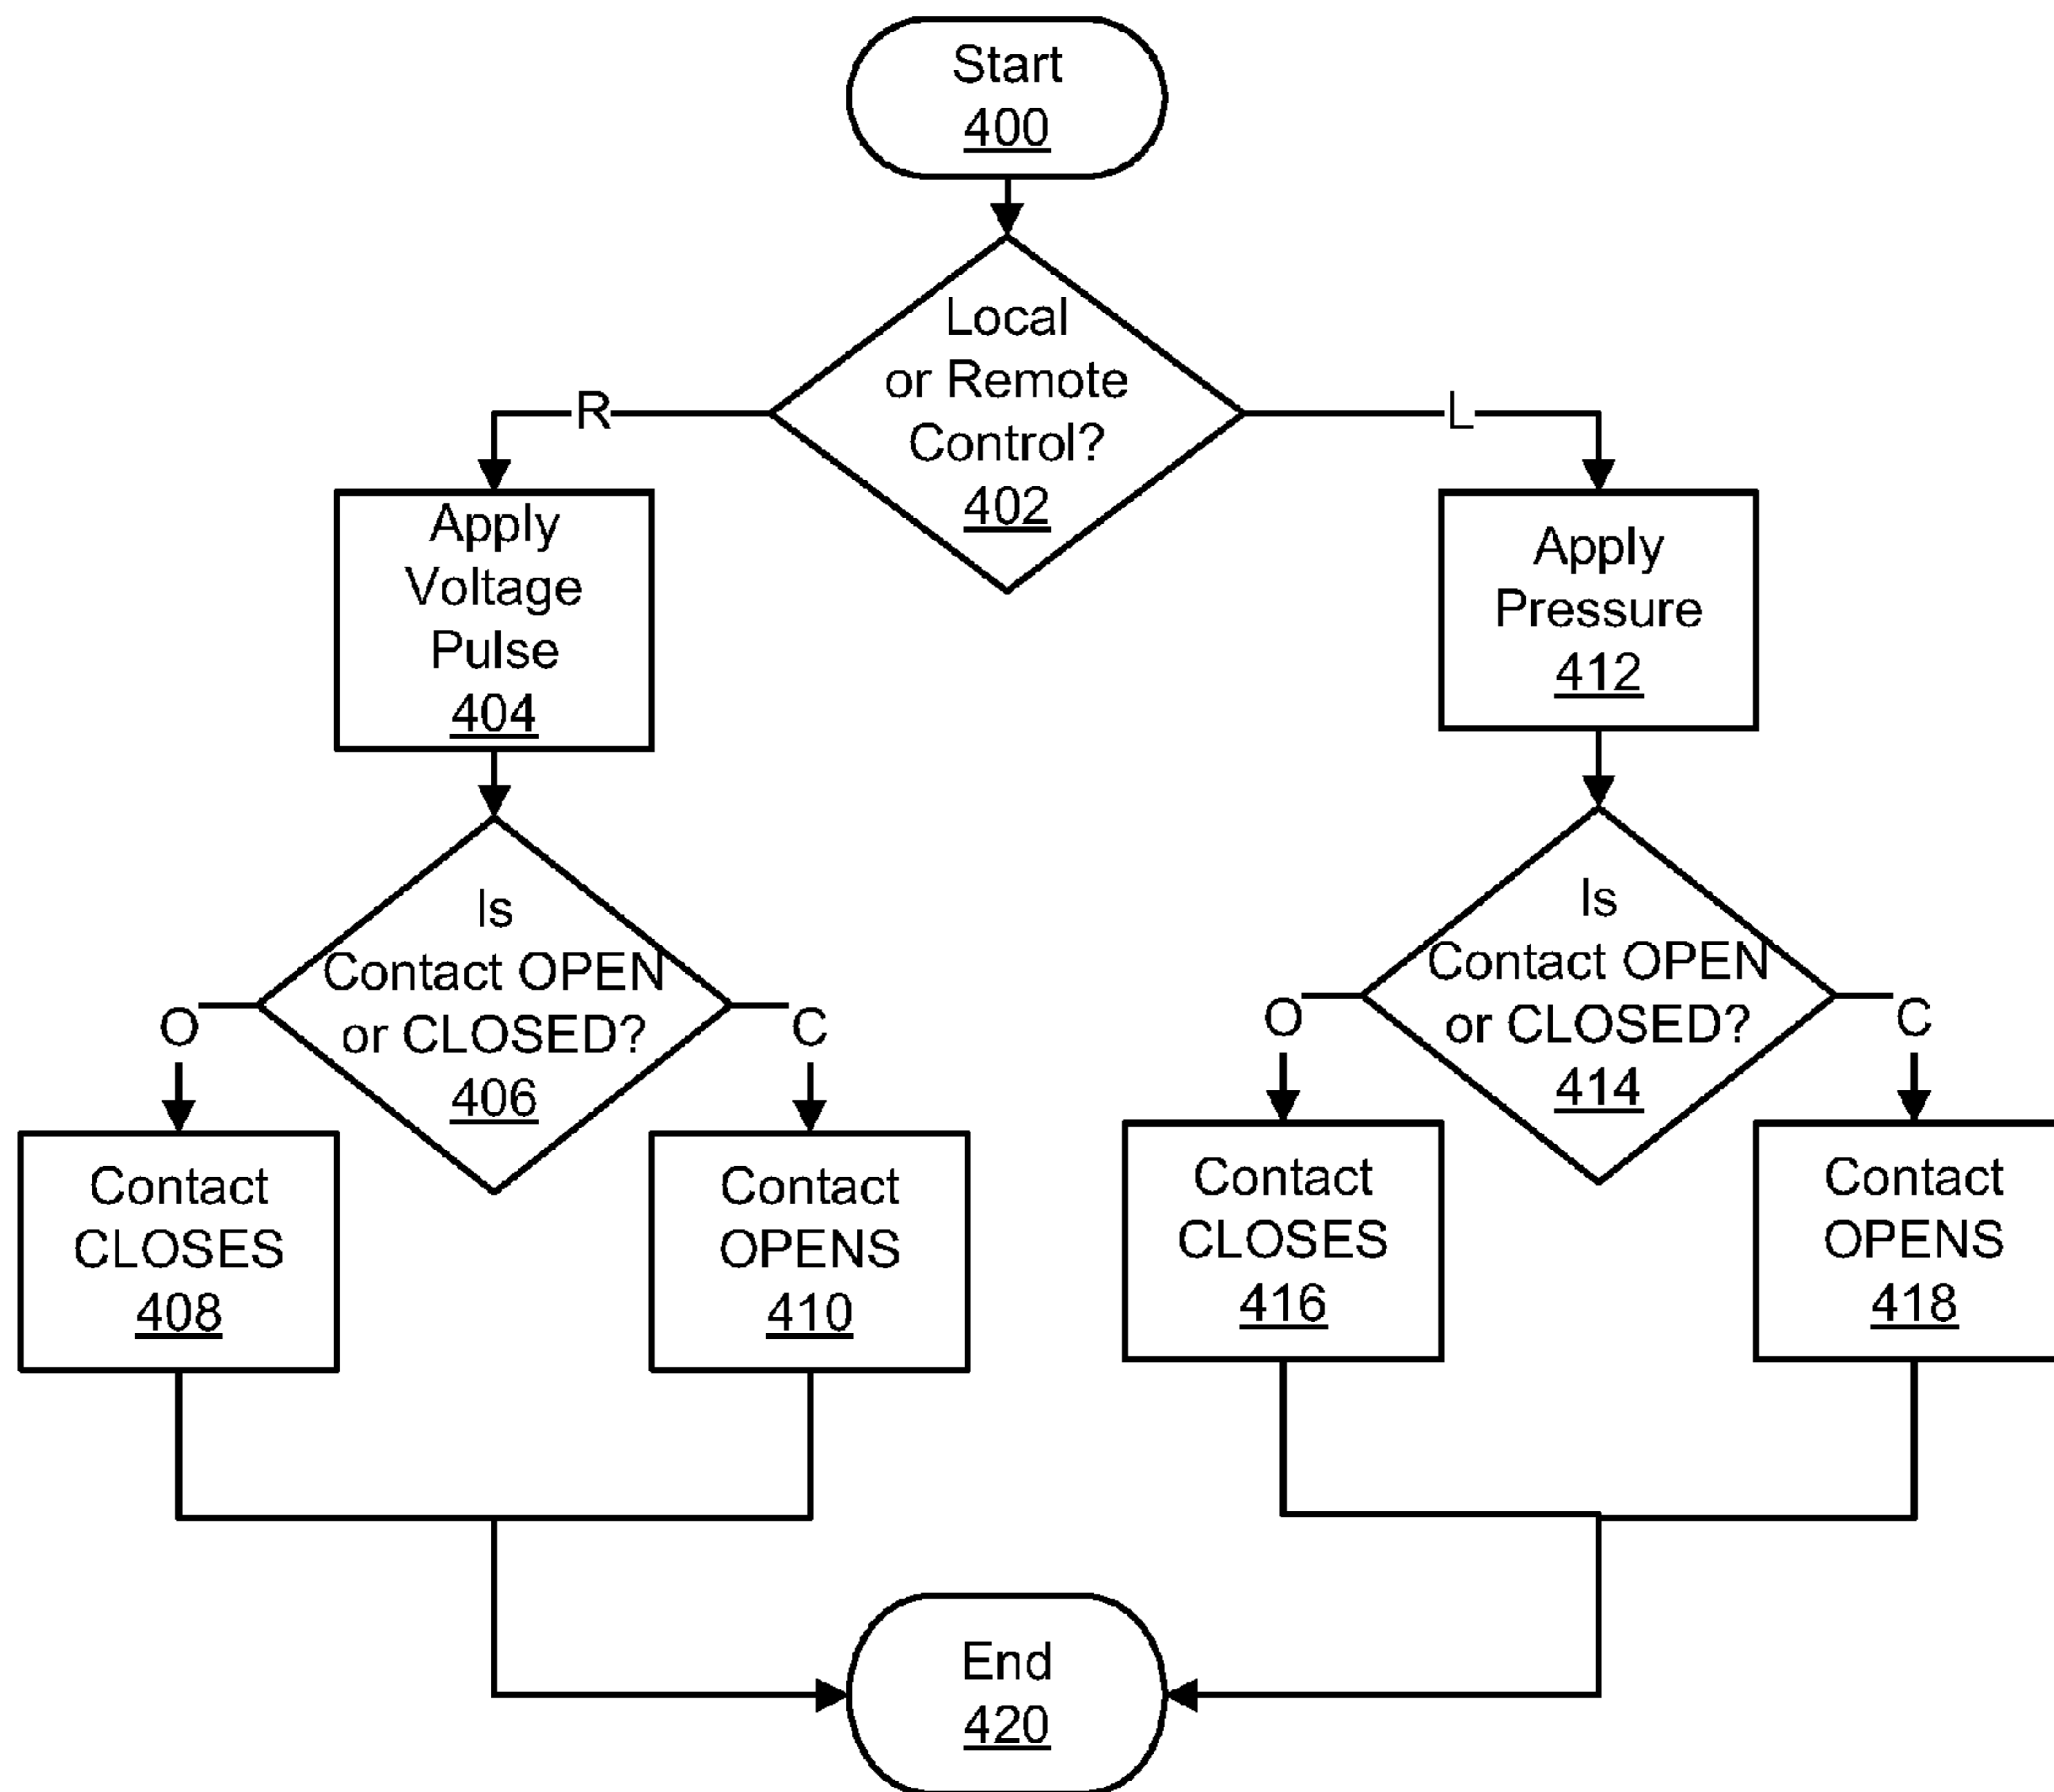 Start
400
Local
or Remote
Control?
402
R
L
Apply
Voltage
Pulse
404
Apply
Pressure
412
Is
Contact OPEN
or CLOSED?
406
O
C
Is
Contact OPEN
or CLOSED?
414
O
C
Contact
CLOSES
408
Contact
OPENS
410
Contact
CLOSES
416
Contact
OPENS
418
End
420